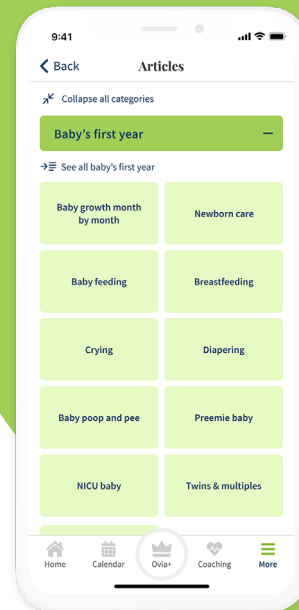 9:41
Back
Articles
Collapse all categories
Baby's first year
See all baby's first year
Baby growth month
by month
Newborn care
Baby feeding
Breastfeeding
Crying
Diapering
Baby poop and pee
Preemie baby
NICU baby
Twins & multiples
Home
Calendar
Ovia+
Coaching
More